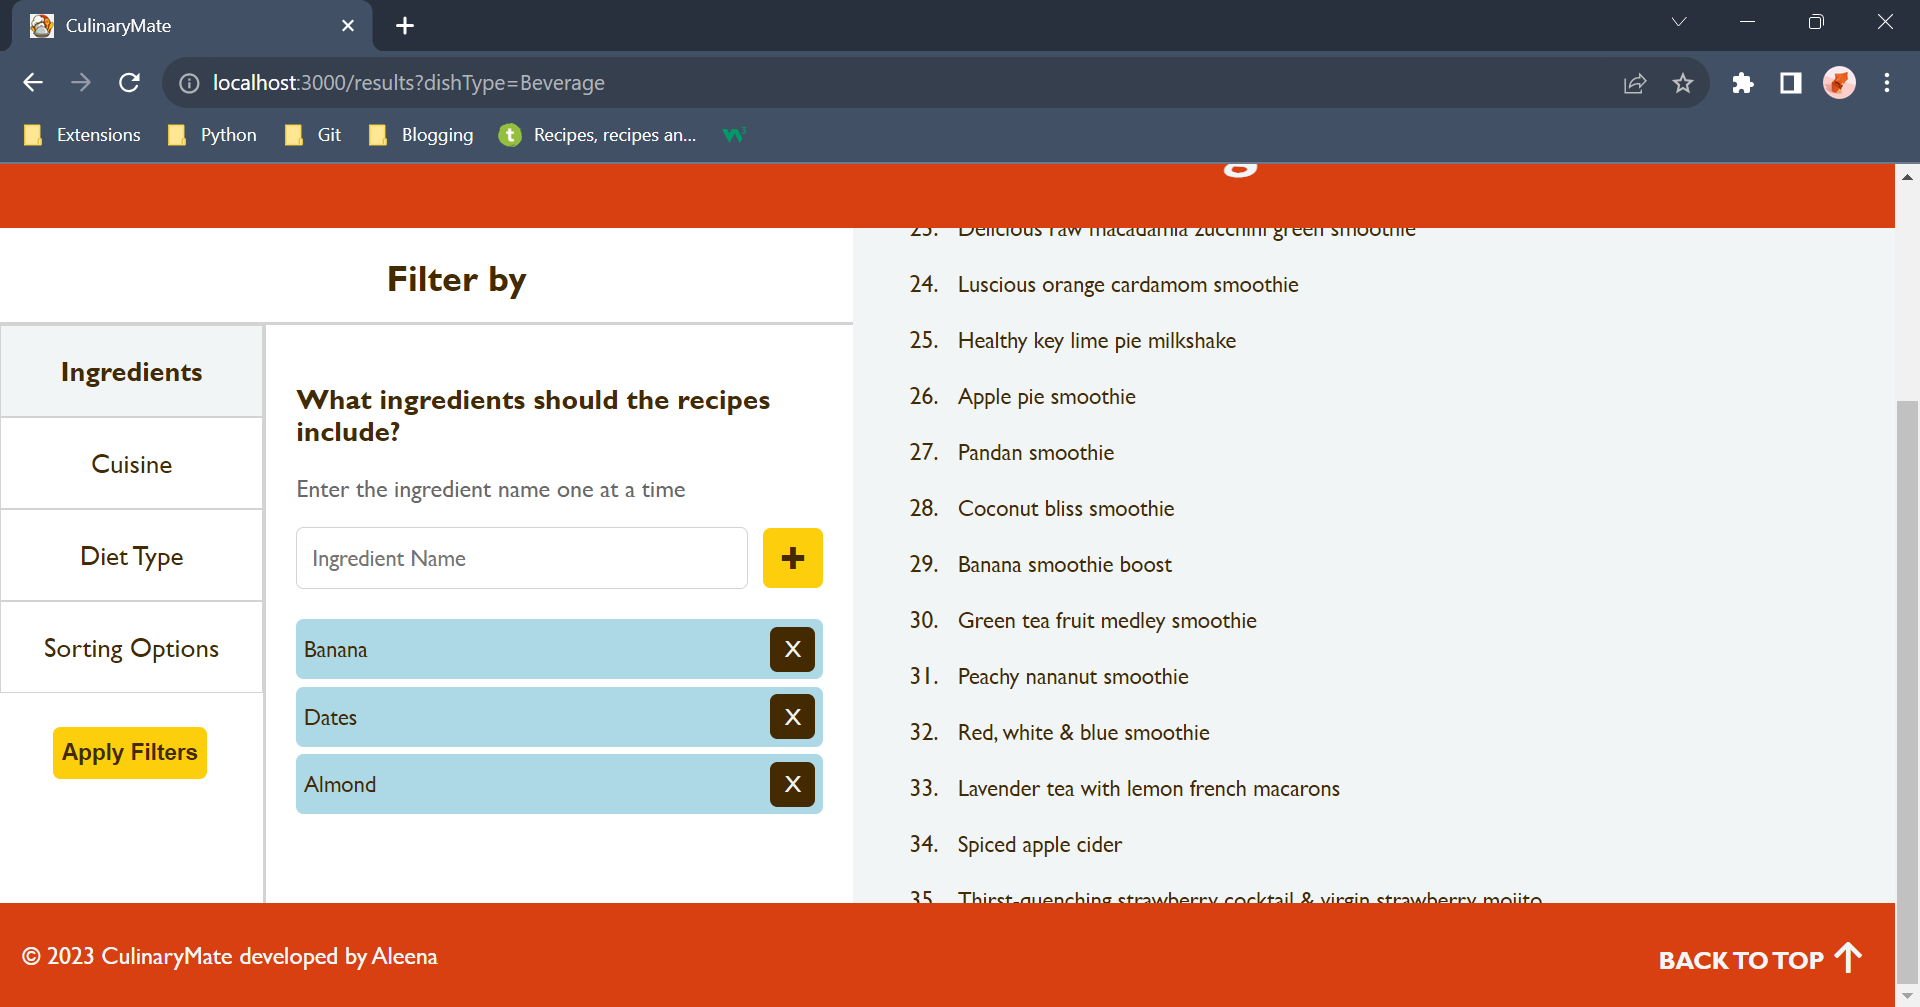 CulinaryMate
localhost:3000/results?dishType=Beverage
Extensions
Python
Git
Blogging
Recipes, recipes an...
Filter by
Ingredients
Cuisine
Diet Type
Sorting Options
Apply Filters
What ingredients should the recipes
include?
Enter the ingredient name one at a time
Ingredient Name
+
Banana X
Dates X
Almond X
23. Delicious raw macadamia zucchini green smoothie
24. Luscious orange cardamom smoothie
25. Healthy key lime pie milkshake
26. Apple pie smoothie
27. Pandan smoothie
28. Coconut bliss smoothie
29. Banana smoothie boost
30. Green tea fruit medley smoothie
31. Peachy nananut smoothie
32. Red, white & blue smoothie
33. Lavender tea with lemon french macarons
34. Spiced apple cider
35. Thirst-quenching strawberry cocktail & virgin strawberry mojito
© 2023 CulinaryMate developed by Aleena
BACK TO TOP